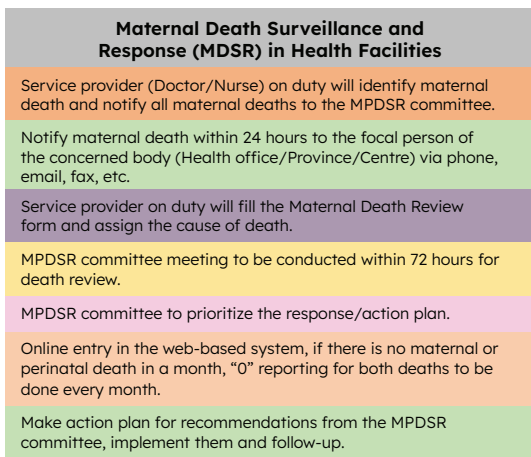 Maternal Death Surveillance and
Response (MDSR) in Health Facilities
Service provider (Doctor/Nurse) on duty will identify maternal
death and notify all maternal deaths to the MPDSR committee.
Notify maternal death within 24 hours to the focal person of
the concerned body (Health office/Province/Centre) via phone,
email, fax, etc.
Service provider on duty will fill the Maternal Death Review
form and assign the cause of death.
MPDSR committee meeting to be conducted within 72 hours for
death review.
MPDSR committee to prioritize the response/action plan.
Online entry in the web-based system, if there is no maternal or
perinatal death in a month, “0” reporting for both deaths to be
done every month.
Make action plan for recommendations from the MPDSR
committee, implement them and follow-up.